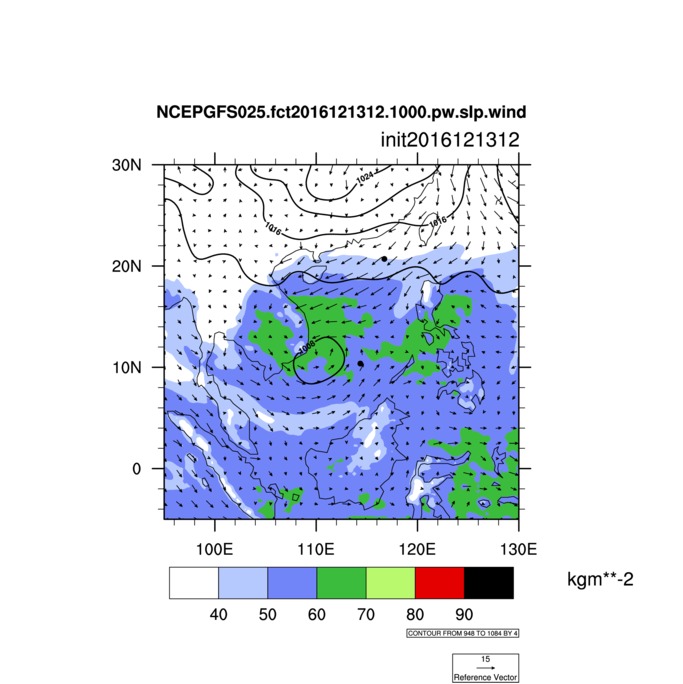 NCEPGFS025.fct2016121312.1000.pw.slp.wind
init2016121312
30N
1024
1016
1016
20N
1008
10N
0
100E 110E 120E 130E
kgm**-2
40 50 60 70 80 90
CONTOUR FROM 948 TO 1084 BY 4
15
Reference Vector